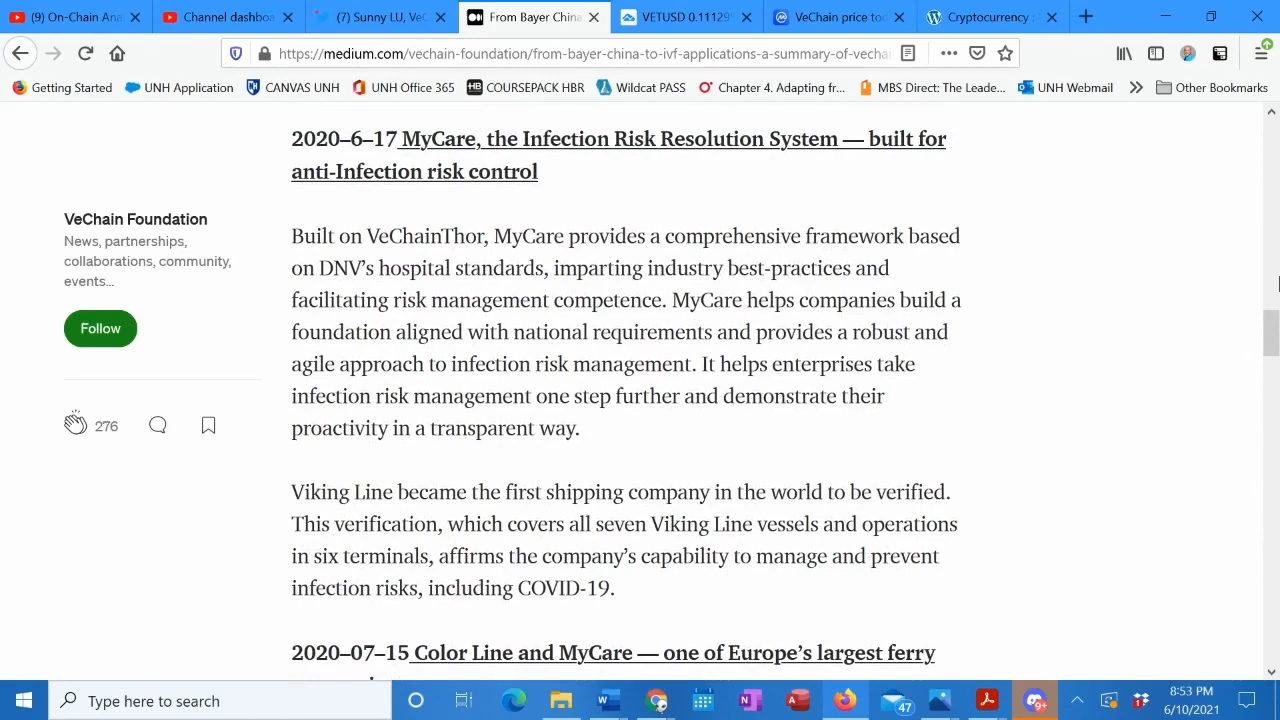 (9) On-Chain Ana
Channel dashboa
(7) Sunny LU, VeC
From Bayer China
VETUSD 0.11129
VeChain price to
Cryptocurrency :
https://medium.com/vechain-foundation/from-bayer-china-to-ivf-applications-a-summary-of-vecha
Getting Started
UNH Application
CANVAS UNH
UNH Office 365
HB
HR
COURSEPACK HBR
Wildcat PASS
Chapter 4. Adapting fr...
MBS Direct: The Leade...
UNH Webmail
Other Bookmarks
2020–6–17 MyCare, the Infection Risk Resolution System — built for
anti-Infection risk control
VeChain Foundation
News, partnerships,
collaborations, community,
events...
Follow
276
Built on VeChainThor, MyCare provides a comprehensive framework based
on DNV’s hospital standards, imparting industry best-practices and
facilitating risk management competence. MyCare helps companies build a
foundation aligned with national requirements and provides a robust and
agile approach to infection risk management. It helps enterprises take
infection risk management one step further and demonstrate their
proactivity in a transparent way.
Viking Line became the first shipping company in the world to be verified.
This verification, which covers all seven Viking Line vessels and operations
in six terminals, affirms the company’s capability to manage and prevent
infection risks, including COVID-19.
2020–07–15 Color Line and MyCare — one of Europe’s largest ferry
Type here to search
47
9+
1
8:53 PM
6/10/2021